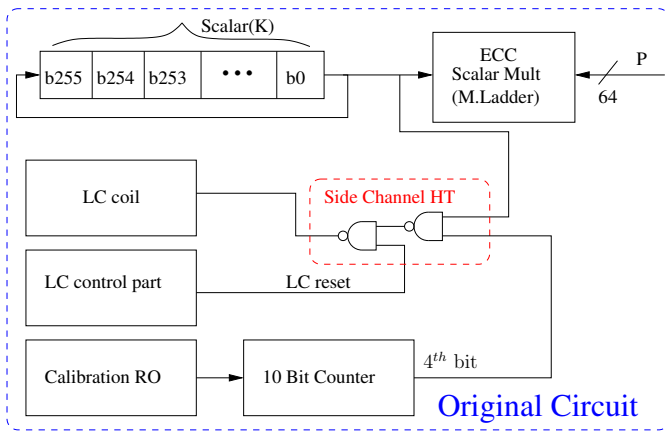 Scalar(K)
b255 b254 b253 ••• b0
ECC
Scalar Mult
(M.Ladder)
P
64
Side Channel HT
LC coil
LC control part
LC reset
Calibration RO
10 Bit Counter
4th bit
Original Circuit